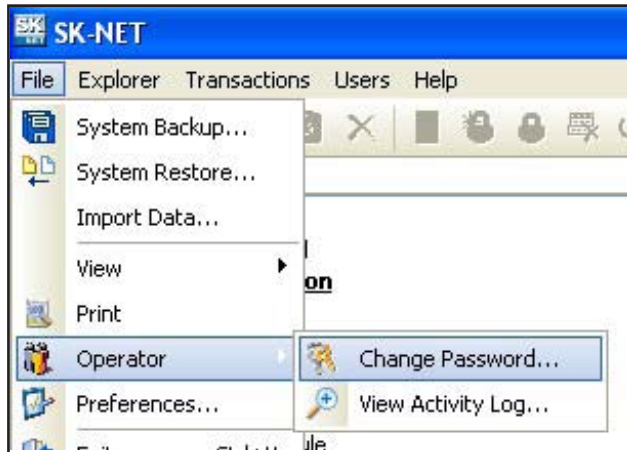 SK-NET
File Explorer Transactions Users Help
System Backup...
System Restore...
Import Data...
View
on
Print
Operator
Change Password...
Preferences...
View Activity Log...